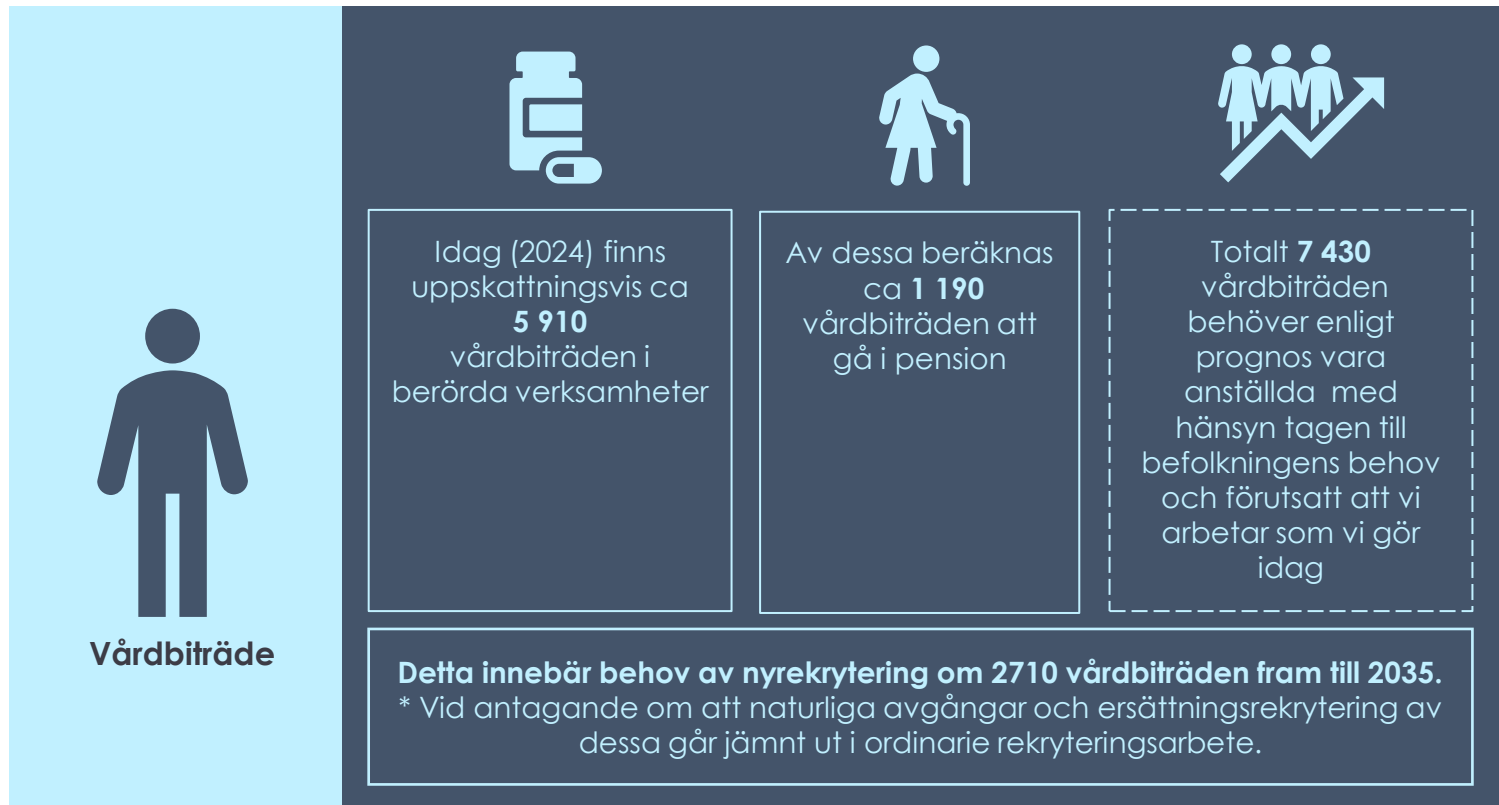 Idag (2024) finns
uppskattningsvis ca
5 910
vårdbiträden i
berörda verksamheter
Av dessa beräknas
ca 1 190
vårdbiträden att
gå i pension
Totalt 7 430
vårdbiträden
behöver enligt
prognos vara
anställda  med
hänsyn tagen till
befolkningens behov
och förutsatt att vi
arbetar som vi gör
idag
Vårdbiträde
Detta innebär behov av nyrekrytering om 2710 vårdbiträden fram till 2035.
* Vid antagande om att naturliga avgångar och ersättningsrekrytering av
dessa går jämnt ut i ordinarie rekryteringsarbete.